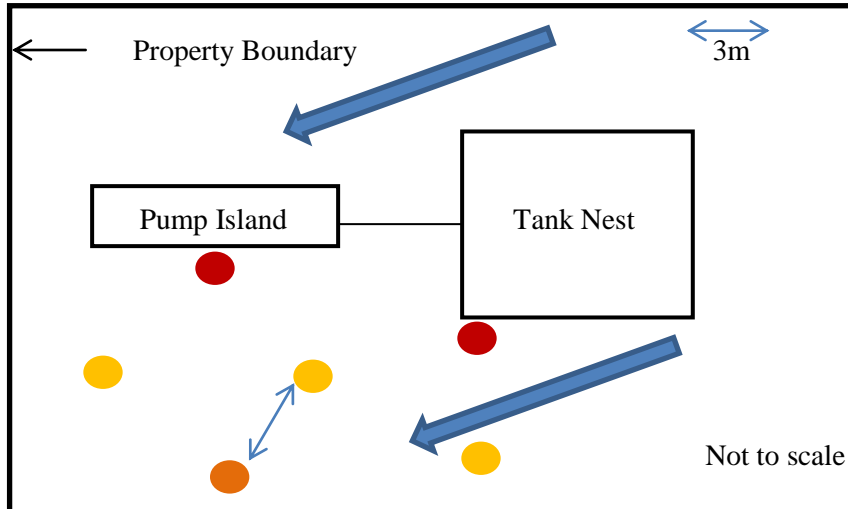 Property Boundary
3m
Pump Island
Tank Nest
Not to scale